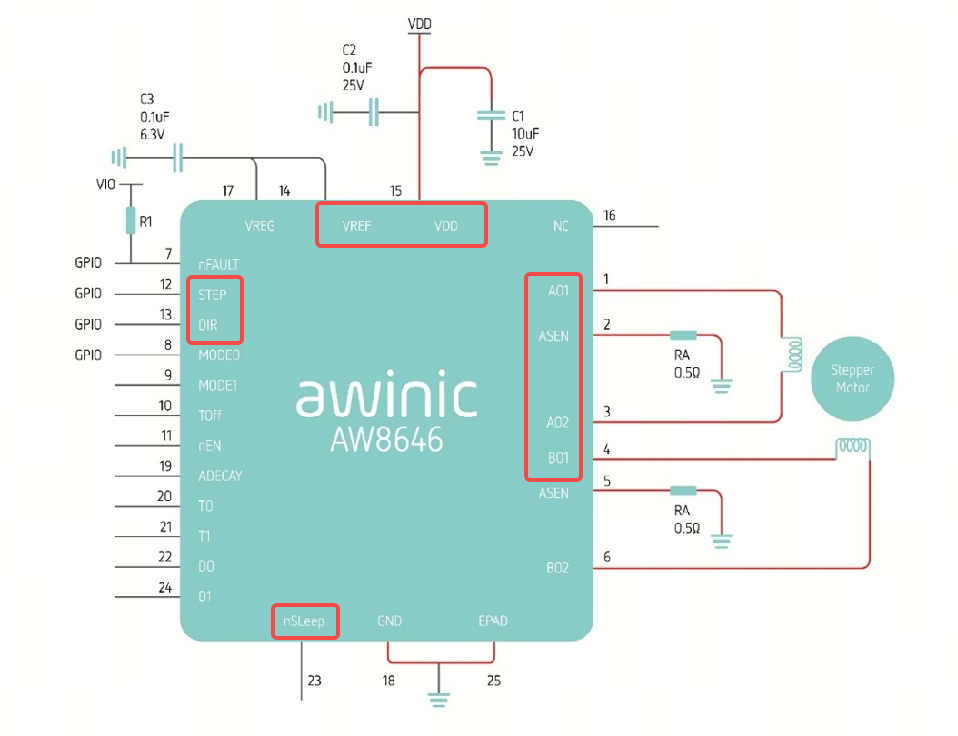 VDD
C2
0.1uF
25V
C1
10uF
25V
C3
0.1uF
6.3V
VIO
R1
17
14
15
16
VREG
VREF
VDD
NC
GPIO
7
nFAULT
GPIO
12
STEP
GPIO
13
DIR
GPIO
8
MODE0
9
MODE1
10
TOFF
11
nEN
19
ADECAY
20
T0
21
T1
22
D0
24
D1
awinic
AW8646
AO1
1
ASEN
2
RA
0.5Ω
AO2
3
BO1
4
ASEN
5
RA
0.5Ω
BO2
6
Stepper
Motor
nSLeep
GND
EPAD
23
18
25